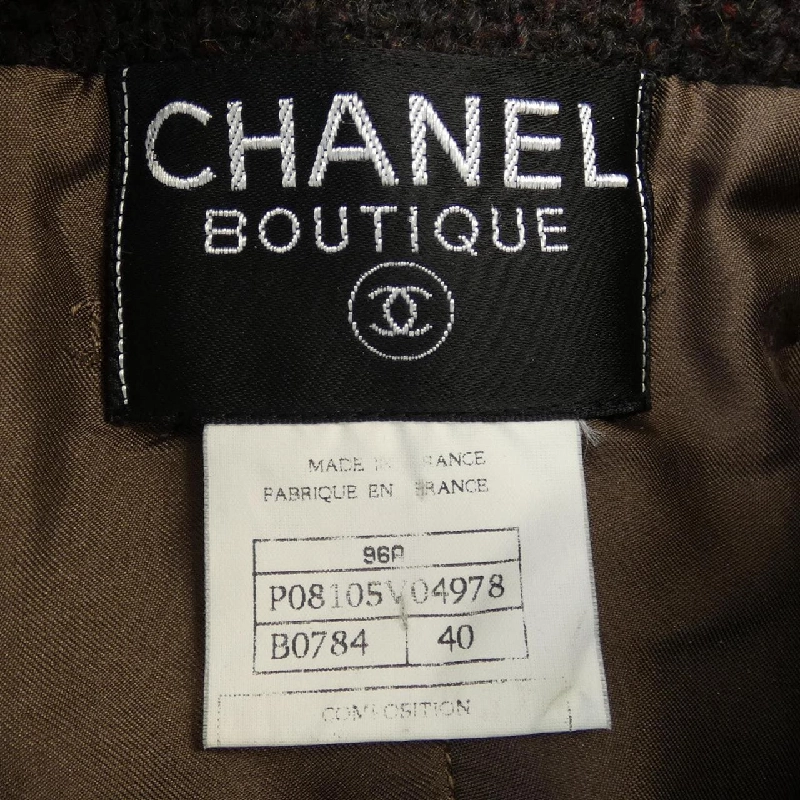 CHANEL
BOUTIQUE
MADE IN FRANCE
FABRIQUE EN FRANCE
96P
P08105V04978
B0784 40
COMPOSITION